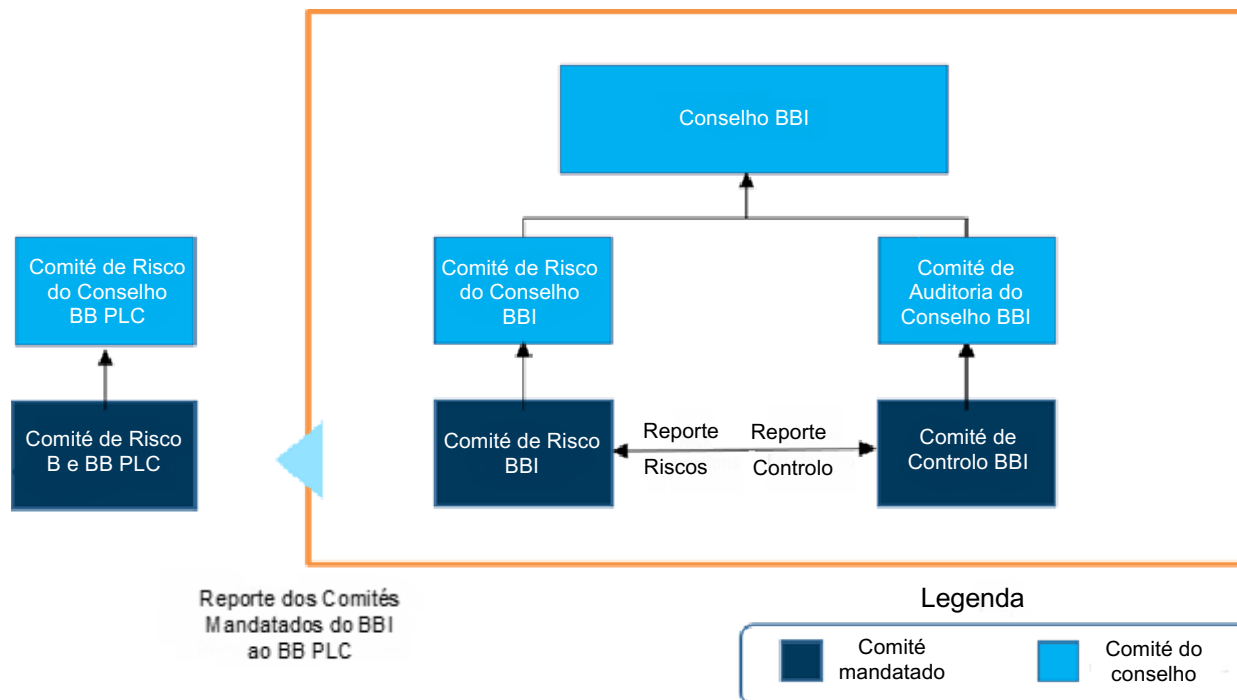 Conselho BBI
Comité de Risco
do Conselho
BB PLC
Comité de Risco
do Conselho
BBI
Comité de
Auditoria do
Conselho BBI
Comité de Risco
B e BB PLC
Comité de Risco
BBI
Reporte Reporte
Riscos Controlo
Comité de
Controlo BBI
Reporte dos Comités
Mandatados do BBI
ao BB PLC
Legenda
Comité
mandatado
Comité do
conselho